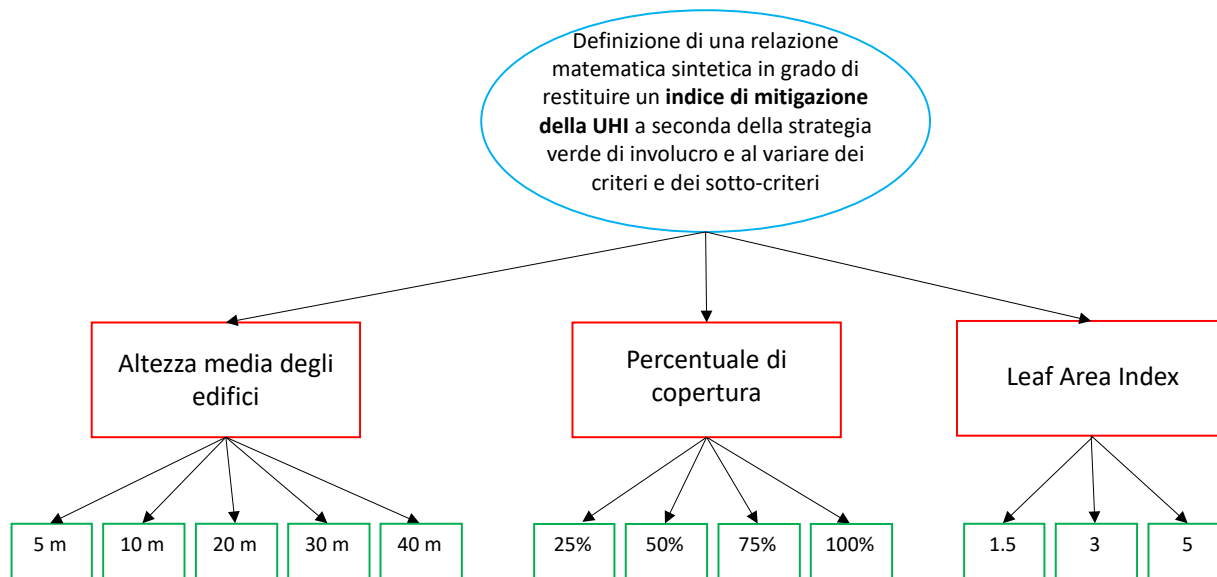 Definizione di una relazione
matematica sintetica in grado di
restituire un indice di mitigazione
della UHI a seconda della strategia
verde di involucro e al variare dei
criteri e dei sotto-criteri
Altezza media degli
edifici
Percentuale di
copertura
Leaf Area Index
5 m
10 m
20 m
30 m
40 m
25%
50%
75%
100%
1.5
3
5